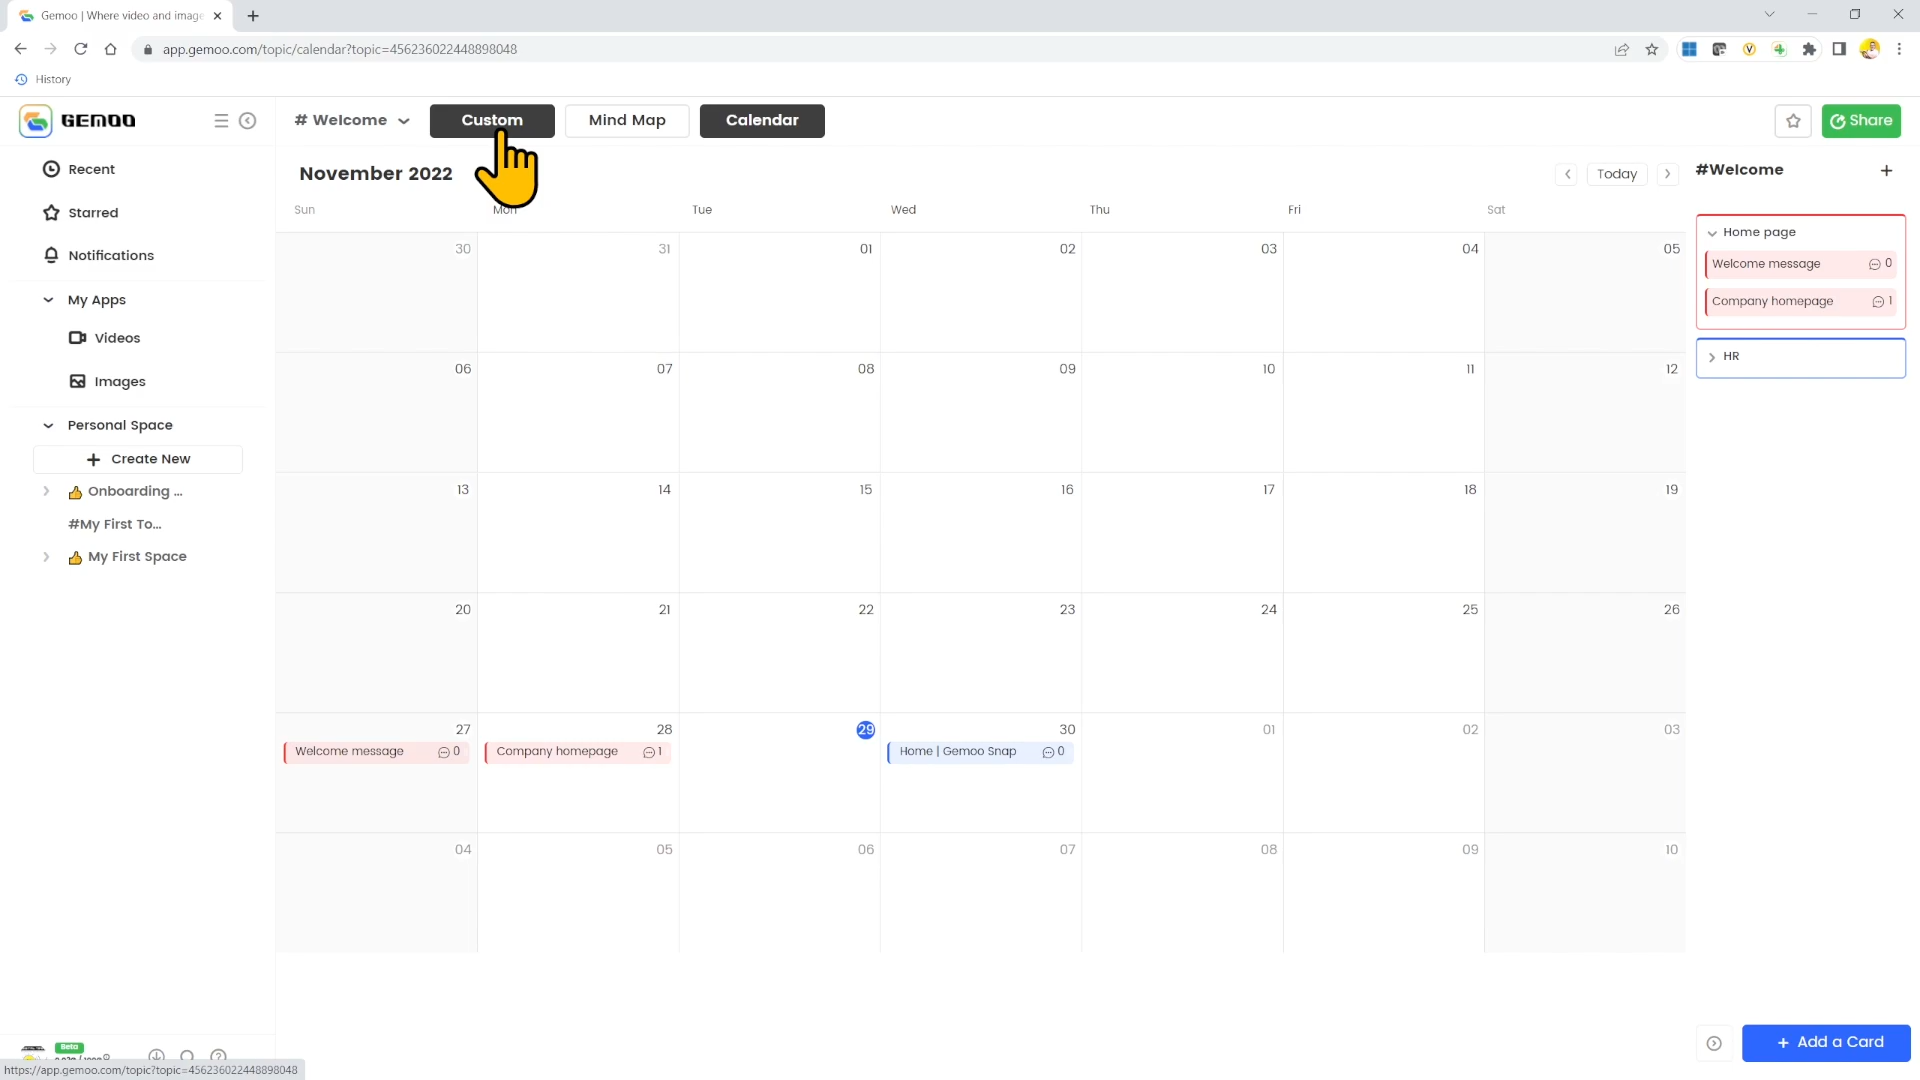 Gemoo | Where video and image
app.gemoo.com/topic/calendar?topic=456236022448898048
History
GEMOO
# Welcome
Custom
Mind Map
Calendar
Share
Recent
Starred
Notifications
My Apps
Videos
Images
Personal Space
+ Create New
Onboarding ...
#My First To...
My First Space
November 2022
Today
Sun Mon Tue Wed Thu Fri Sat
30 31 01 02 03 04 05
06 07 08 09 10 11 12
13 14 15 16 17 18 19
20 21 22 23 24 25 26
27 28 29 30 01 02 03
Welcome message 0
Company homepage 1
Home | Gemoo Snap 0
04 05 06 07 08 09 10
#Welcome +
Home page
Welcome message 0
Company homepage 1
HR
+ Add a Card
Beta
https://app.gemoo.com/topic?topic=456236022448898048